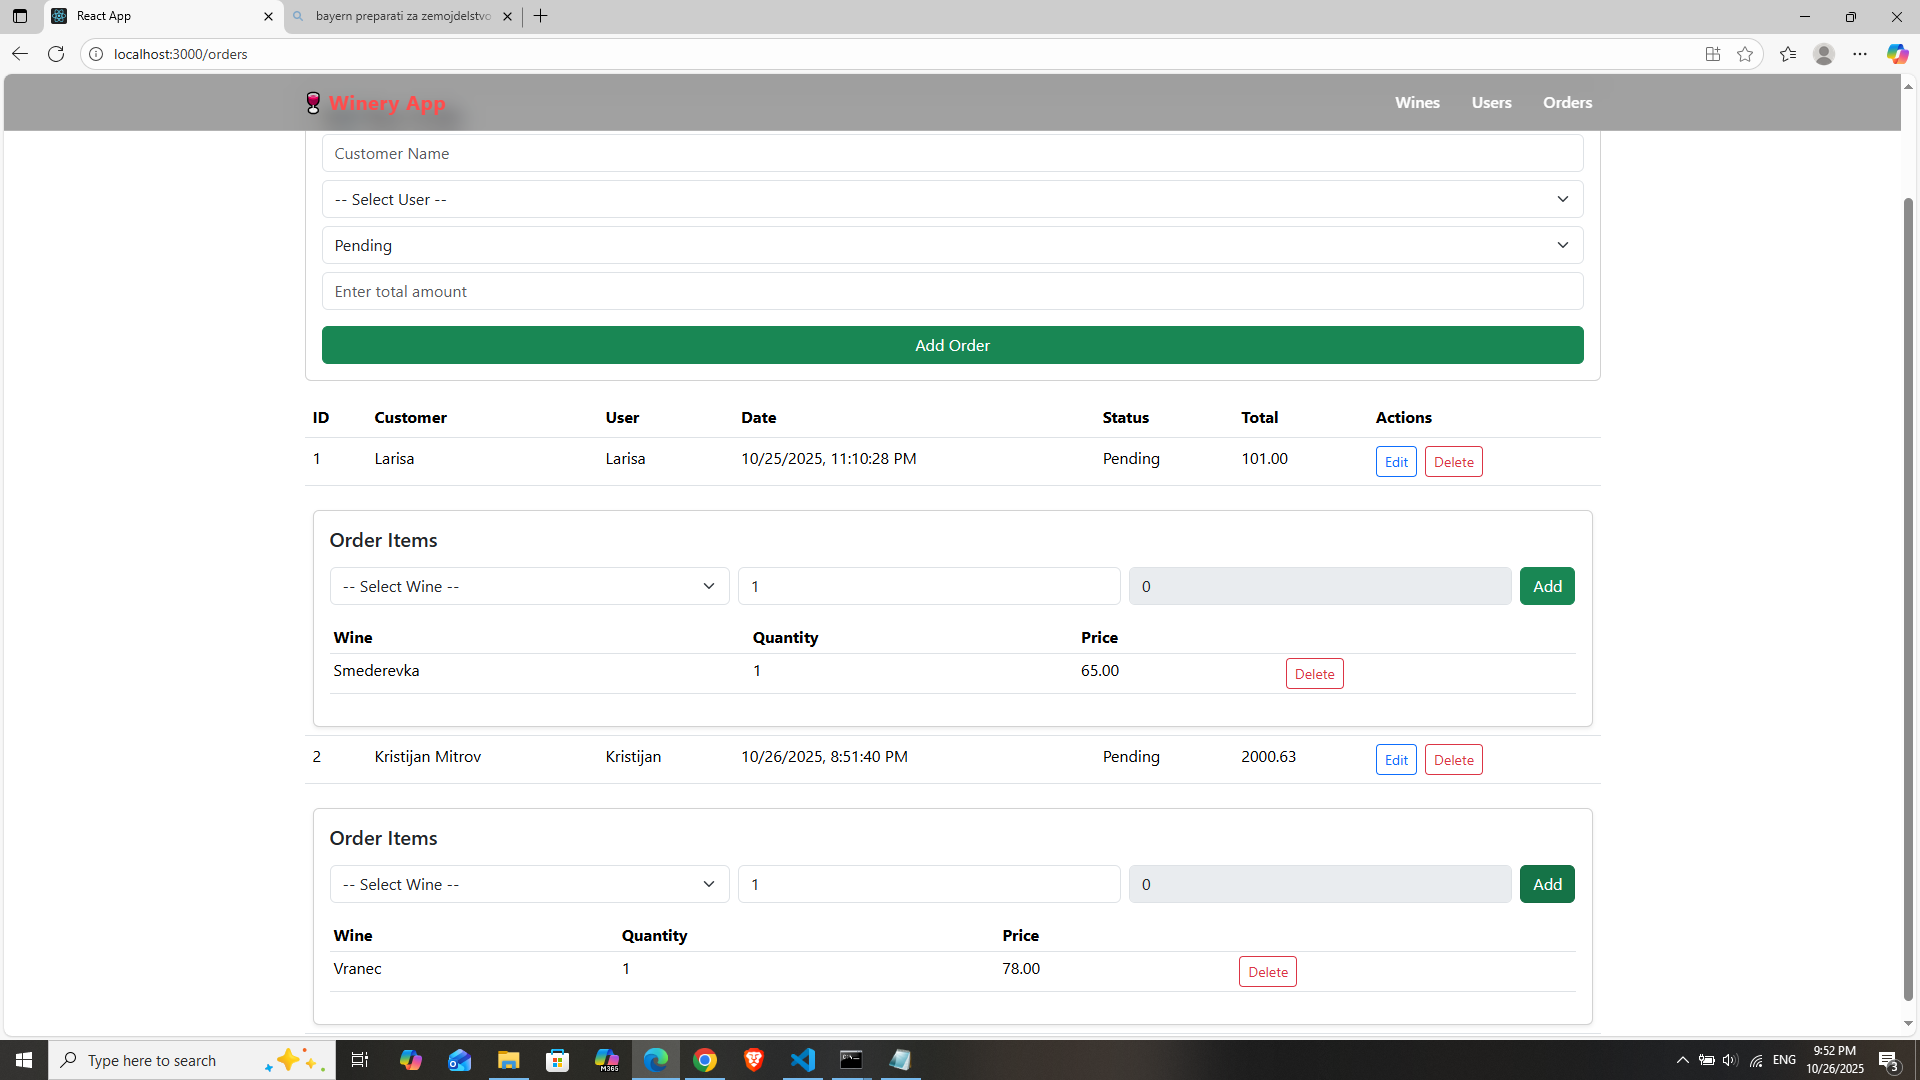 React App
bayern preparati za zemojdelstvo
localhost:3000/orders
Winery App
Wines Users Orders
Customer Name
-- Select User --
Pending
Enter total amount
Add Order
ID Customer User Date Status Total Actions
1 Larisa Larisa 10/25/2025, 11:10:28 PM Pending 101.00 Edit Delete
Order Items
-- Select Wine -- 1 0 Add
Wine Quantity Price
Smederevka 1 65.00 Delete
2 Kristijan Mitrov Kristijan 10/26/2025, 8:51:40 PM Pending 2000.63 Edit Delete
Order Items
-- Select Wine -- 1 0 Add
Wine Quantity Price
Vranec 1 78.00 Delete
Type here to search
M365
ENG
9:52 PM
10/26/2025
3